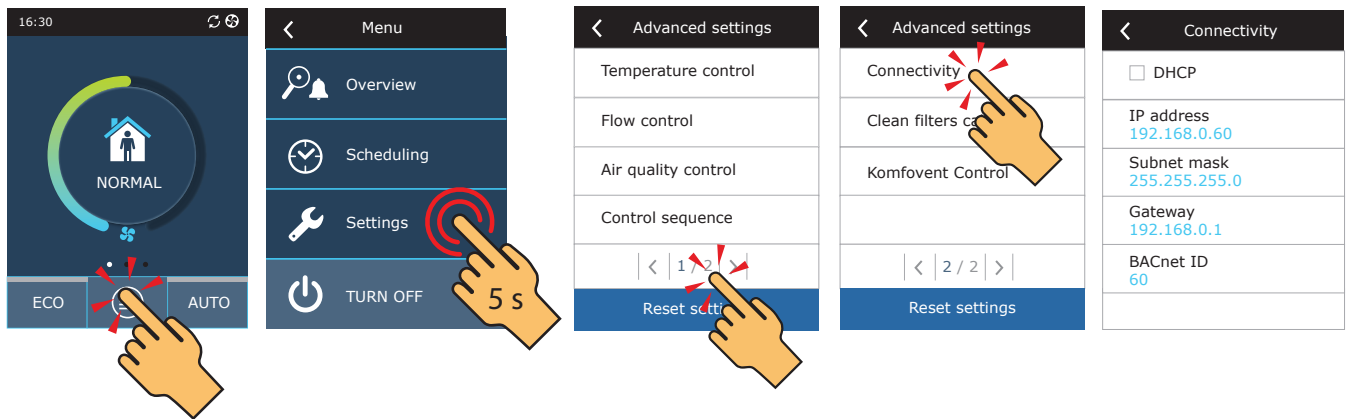 16:30
NORMAL
ECO
AUTO
Menu
Overview
Scheduling
Settings
TURN OFF
5 s
Advanced settings
Temperature control
Flow control
Air quality control
Control sequence
1 / 2
Reset
Advanced settings
Connectivity
Clean filters
Komfovent Control
2 / 2
Reset settings
Connectivity
DHCP
IP address
192.168.0.60
Subnet mask
255.255.255.0
Gateway
192.168.0.1
BACnet ID
60